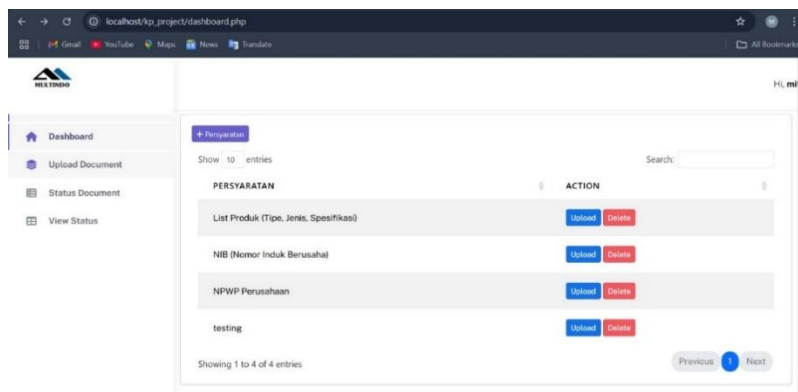 localhost/kp_project/dashboard.php
Gmail YouTube Maps News Translate All Bookmarks
MULTINDO
Hi,
Dashboard
Upload Document
Status Document
View Status
+ Persyaratan
Show 10 entries Search:
PERSYARATAN ACTION
List Produk (Tipe, Jenis, Spesifikasi) Upload Delete
NIB (Nomor Induk Berusaha) Upload Delete
NPWP Perusahaan Upload Delete
testing Upload Delete
Showing 1 to 4 of 4 entries Previous 1 Next